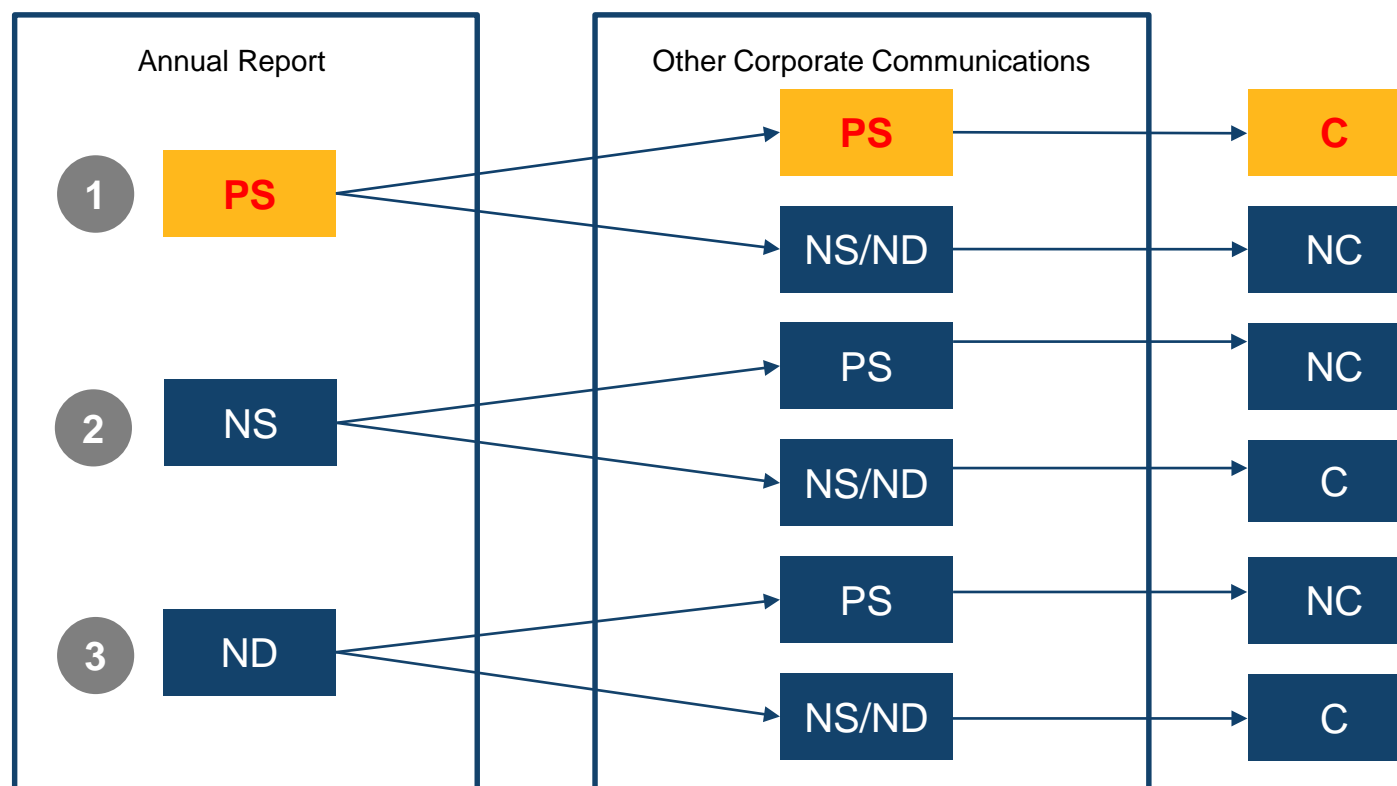 Annual Report
Other Corporate Communications
1
PS
PS
C
NS/ND
NC
2
NS
PS
NC
NS/ND
C
3
ND
PS
NC
NS/ND
C